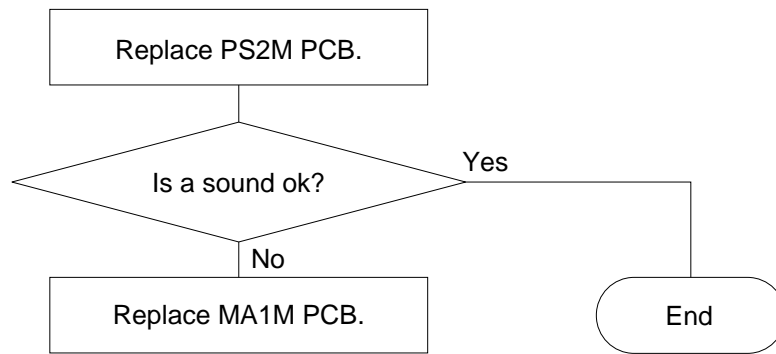 Replace PS2M PCB.
Is a sound ok?
Yes
No
Replace MA1M PCB.
End